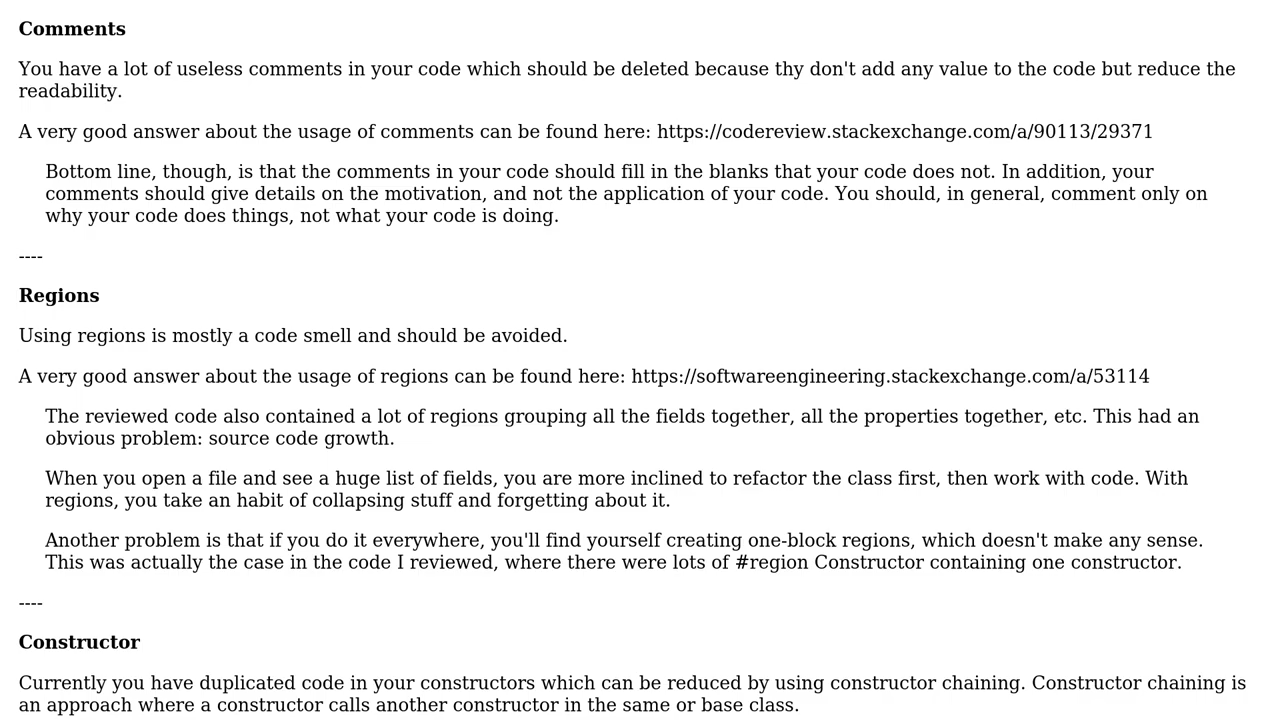 Comments
You have a lot of useless comments in your code which should be deleted because thy don't add any value to the code but reduce the
readability.
A very good answer about the usage of comments can be found here: https://codereview.stackexchange.com/a/90113/29371
Bottom line, though, is that the comments in your code should fill in the blanks that your code does not. In addition, your
comments should give details on the motivation, and not the application of your code. You should, in general, comment only on
why your code does things, not what your code is doing.
----
Regions
Using regions is mostly a code smell and should be avoided.
A very good answer about the usage of regions can be found here: https://softwareengineering.stackexchange.com/a/53114
The reviewed code also contained a lot of regions grouping all the fields together, all the properties together, etc. This had an
obvious problem: source code growth.
When you open a file and see a huge list of fields, you are more inclined to refactor the class first, then work with code. With
regions, you take an habit of collapsing stuff and forgetting about it.
Another problem is that if you do it everywhere, you'll find yourself creating one-block regions, which doesn't make any sense.
This was actually the case in the code I reviewed, where there were lots of #region Constructor containing one constructor.
----
Constructor
Currently you have duplicated code in your constructors which can be reduced by using constructor chaining. Constructor chaining is
an approach where a constructor calls another constructor in the same or base class.